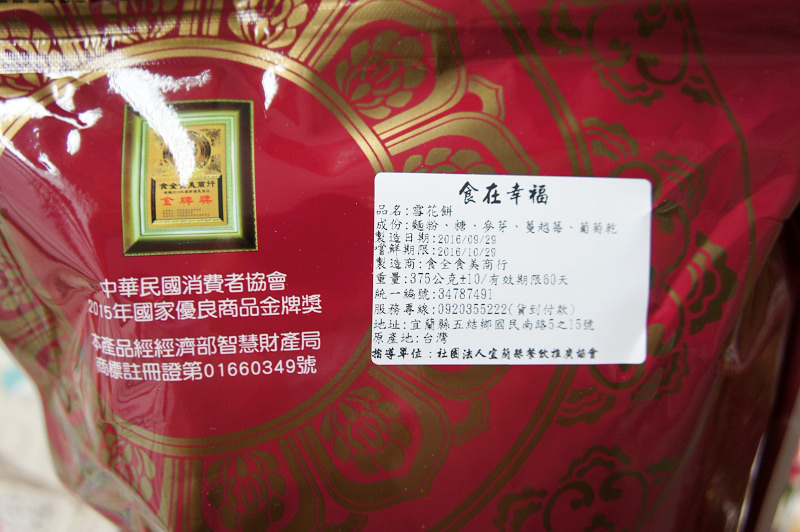 食全食美商行
金牌獎
中華民國消費者協會
2015年國家優良商品金牌獎
本產品經經濟部智慧財產局
商標註冊證第01660349號
食在幸福
品名:雪花餅
成份:麵粉、糖、麥芽、蔓越莓、葡萄乾
製造日期:2016/09/29
嚐鮮期限:2016/10/29
製造商:食全食美商行
重量:375公克±10/有效期限60天
統一編號:34787491
服務專線:0920355222(貨到付款)
地址:宜蘭縣五結鄉國民南路5之15號
原產地:台灣
指導單位:社團法人宜蘭縣餐飲推廣協會